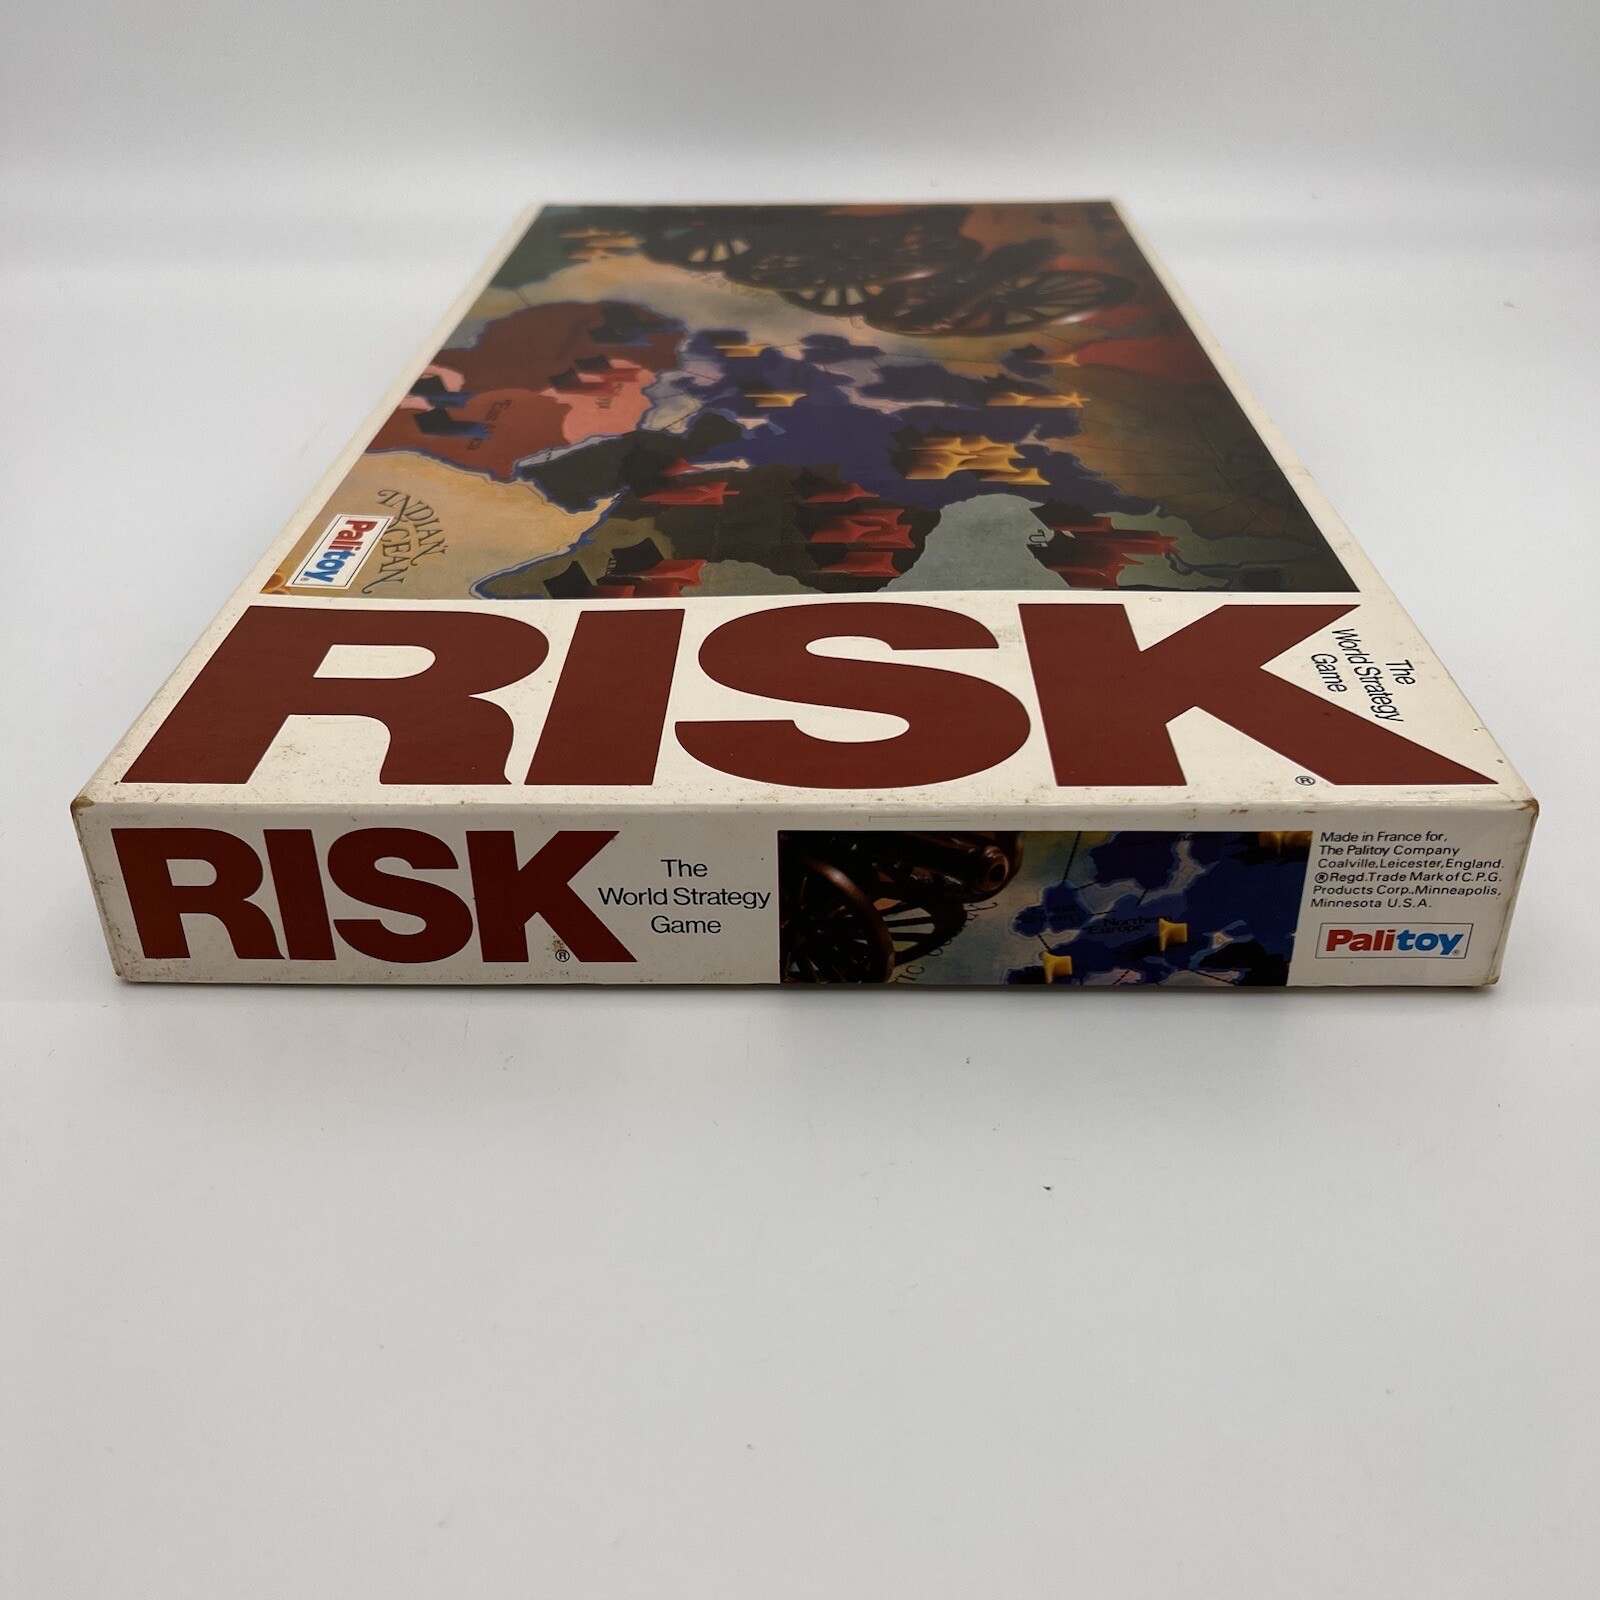 INDIAN
OCEAN
Palitoy
RISK®
The
World Strategy
Game
RISK®
The
World Strategy
Game
Northern
Europe
Made in France for,
The Palitoy Company
Coalville, Leicester, England.
® Regd. Trade Mark of C.P.G.
Products Corp., Minneapolis,
Minnesota U.S.A.
Palitoy®